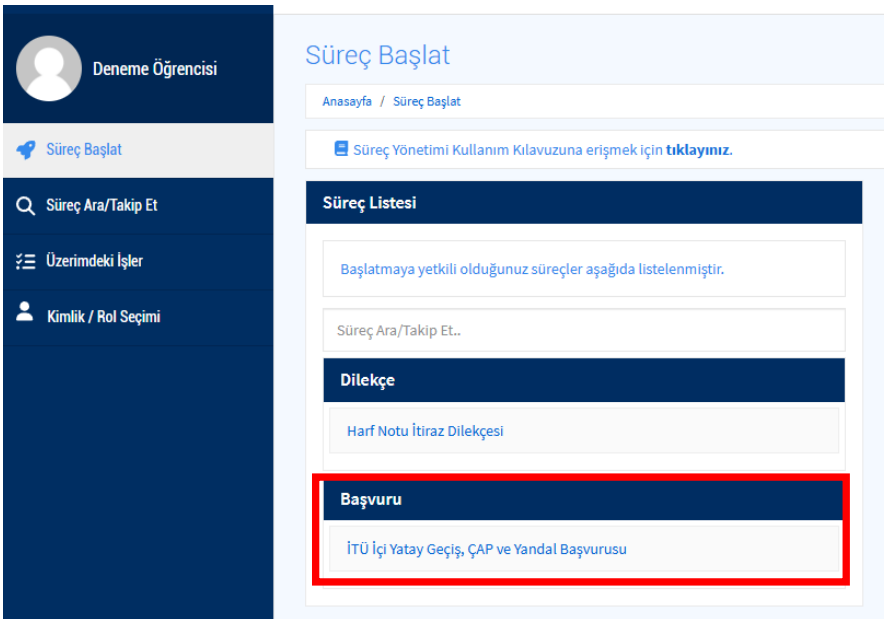 Deneme Öğrencisi
Süreç Başlat
Süreç Ara/Takip Et
Üzerimdeki İşler
Kimlik / Rol Seçimi
Süreç Başlat
Anasayfa / Süreç Başlat
Süreç Yönetimi Kullanım Kılavuzuna erişmek için tıklayınız.
Süreç Listesi
Başlatmaya yetkili olduğunuz süreçler aşağıda listelenmiştir.
Süreç Ara/Takip Et..
Dilekçe
Harf Notu İtiraz Dilekçesi
Başvuru
İTÜ İçi Yatay Geçiş, ÇAP ve Yandal Başvurusu